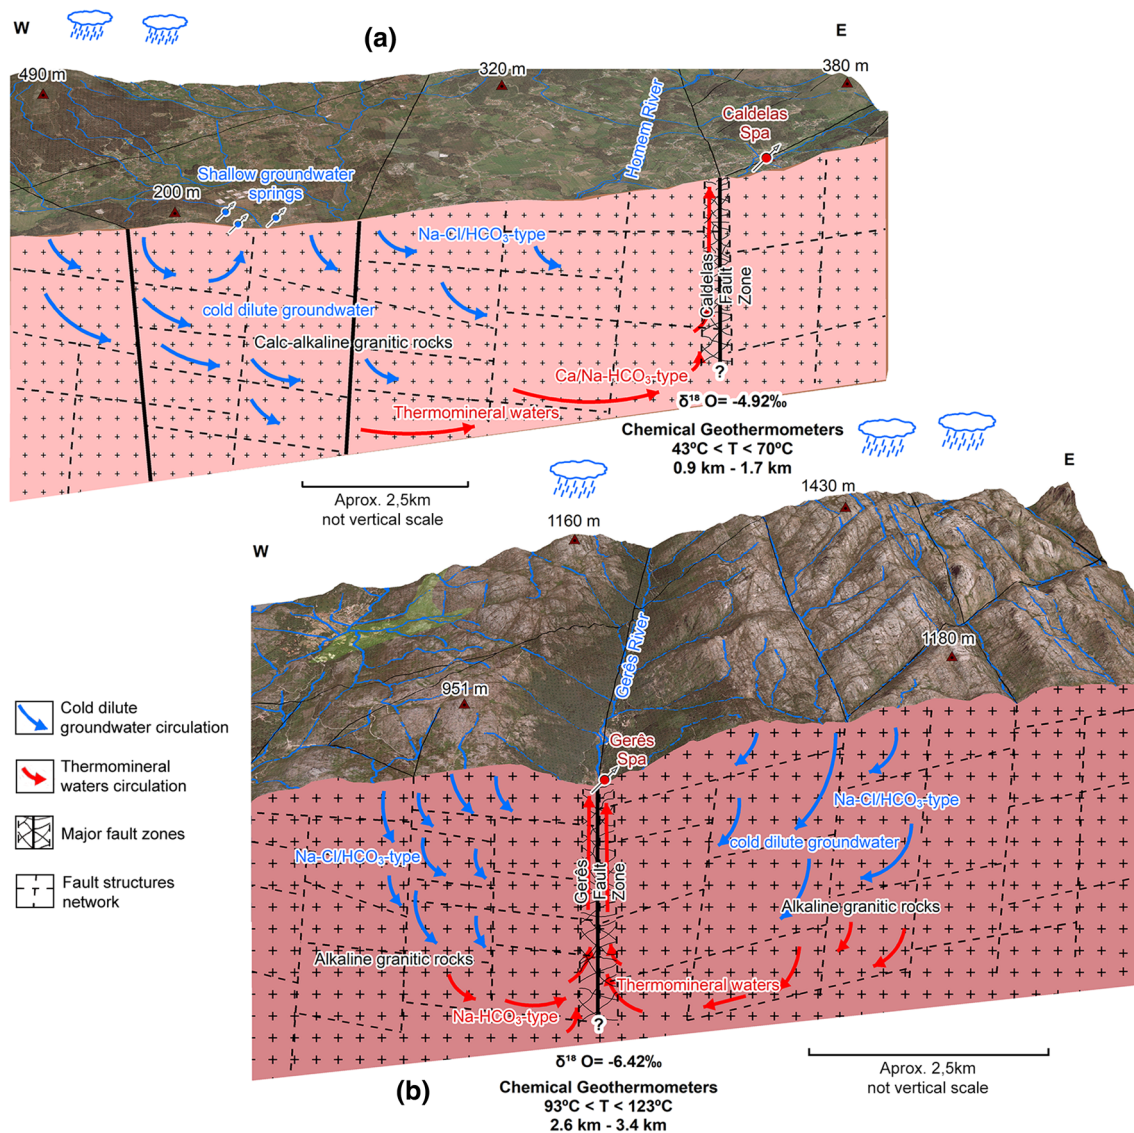 W
(a)
E
490 m
320 m
380 m
Homem River
Caldelas
Spa
Shallow groundwater
springs
200 m
Na-Cl/HCO₃-type
cold dilute groundwater
Calc-alkaline granitic rocks
Caldelas
Fault
Zone
?
Ca/Na-HCO₃-type
Thermomineral waters
δ¹⁸ O= -4.92‰
Chemical Geothermometers
43ºC < T < 70ºC
0.9 km - 1.7 km
Aprox. 2,5km
not vertical scale
W
E
1160 m
1430 m
Gerês River
1180 m
951 m
Gerês
Spa
Na-Cl/HCO₃-type
Na-Cl/HCO₃-type
cold dilute groundwater
Gerês
Fault
Zone
Alkaline granitic rocks
Alkaline granitic rocks
Thermomineral waters
Na-HCO₃-type
?
δ¹⁸ O= -6.42‰
(b)
Chemical Geothermometers
93ºC < T < 123ºC
2.6 km - 3.4 km
Aprox. 2,5km
not vertical scale
Cold dilute
groundwater circulation
Thermomineral
waters circulation
Major fault zones
Fault structures
network